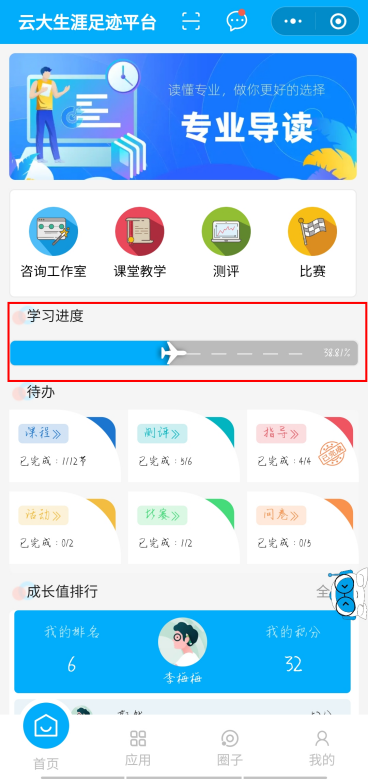 云大生涯足迹平台
读懂专业，做你更好的选择
专业导读
咨询工作室 课堂教学 测评 比赛
学习进度
58.81%
待办
课程 测评 指导
已完成：1/12节 已完成：5/6 已完成：4/4
已完成
活动 比赛 问卷
已完成：0/2 已完成：1/2 已完成：0/5
成长值排行
全
我的排名 我的积分
6 32
李梅梅
首页 应用 圈子 我的